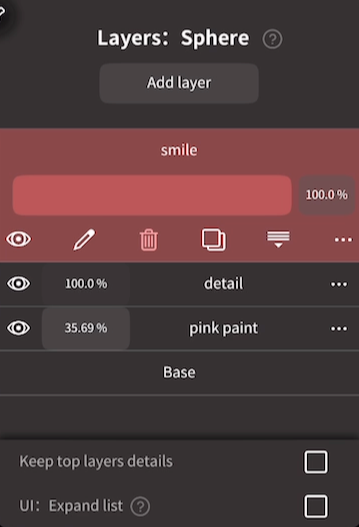 Layers: Sphere ?
Add layer
smile
100.0 %
100.0 % detail
35.69 % pink paint
Base
Keep top layers details
UI: Expand list ?